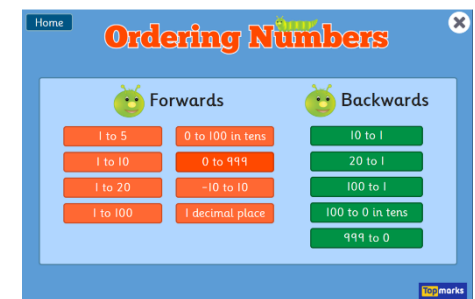 Home
Ordering Numbers
Forwards
1 to 5
0 to 100 in tens
1 to 10
0 to 999
1 to 20
-10 to 10
1 to 100
1 decimal place
Backwards
10 to 1
20 to 1
100 to 1
100 to 0 in tens
999 to 0
Topmarks